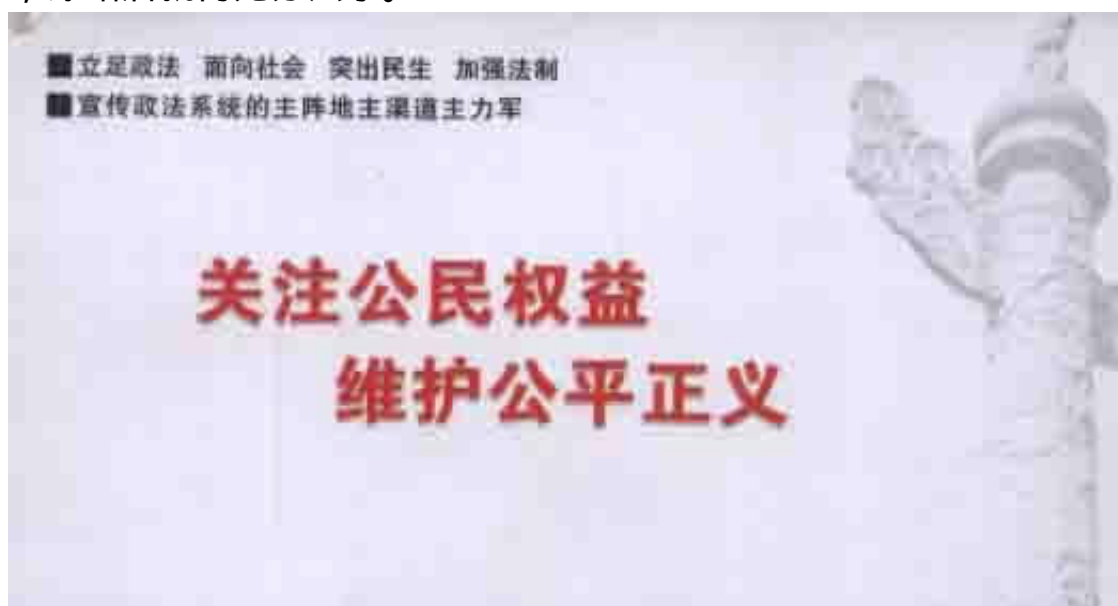 ■立足政法 面向社会 突出民生 加强法制
■宣传政法系统的主阵地主渠道主力军
关注公民权益
维护公平正义